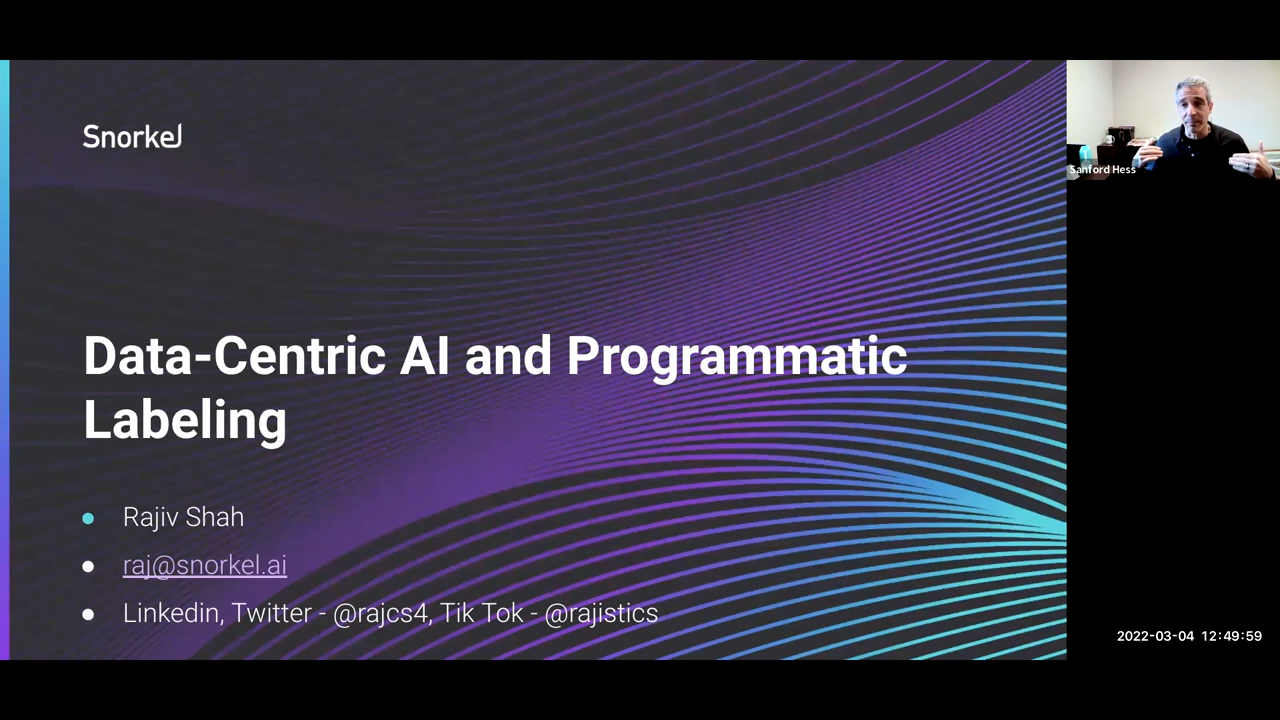 Snorkel
Sanford Hess
Data-Centric AI and Programmatic
Labeling
Rajiv Shah
raj@snorkel.ai
Linkedin, Twitter - @rajcs4, Tik Tok - @rajistics
2022-03-04 12:49:59